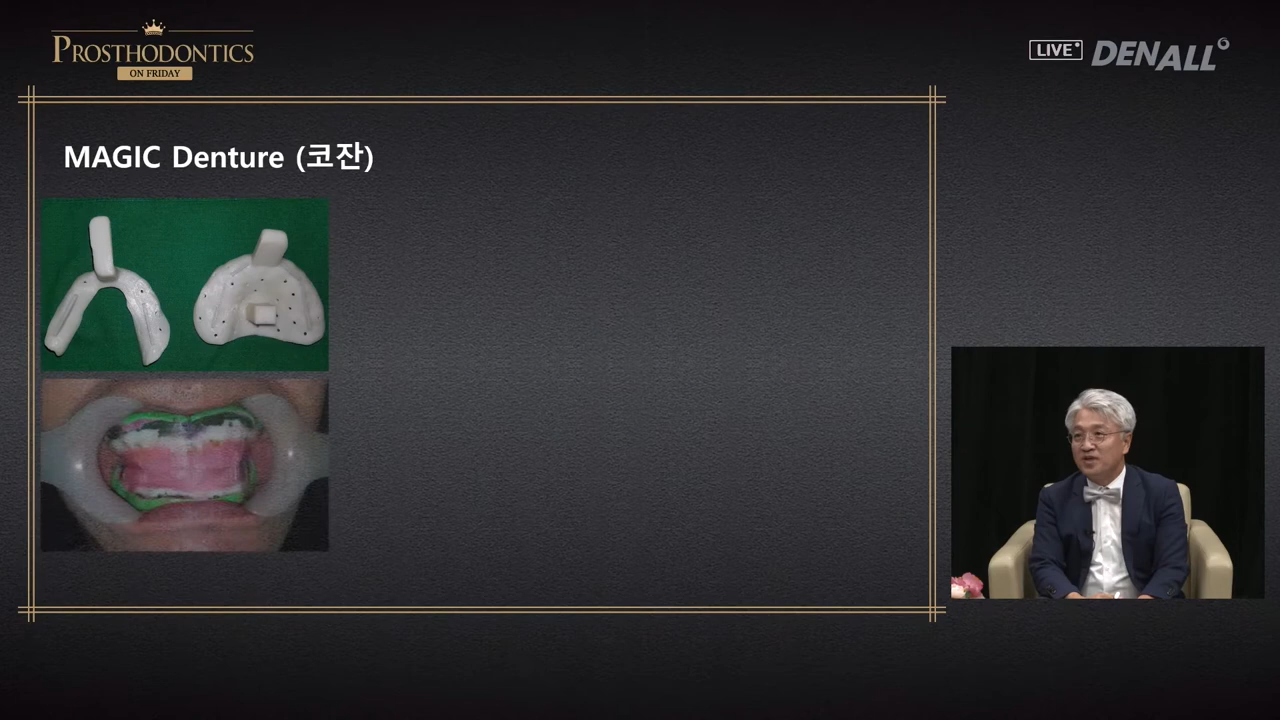 PROSTHODONTICS
ON FRIDAY
LIVE
DENALL
MAGIC Denture (코잔)